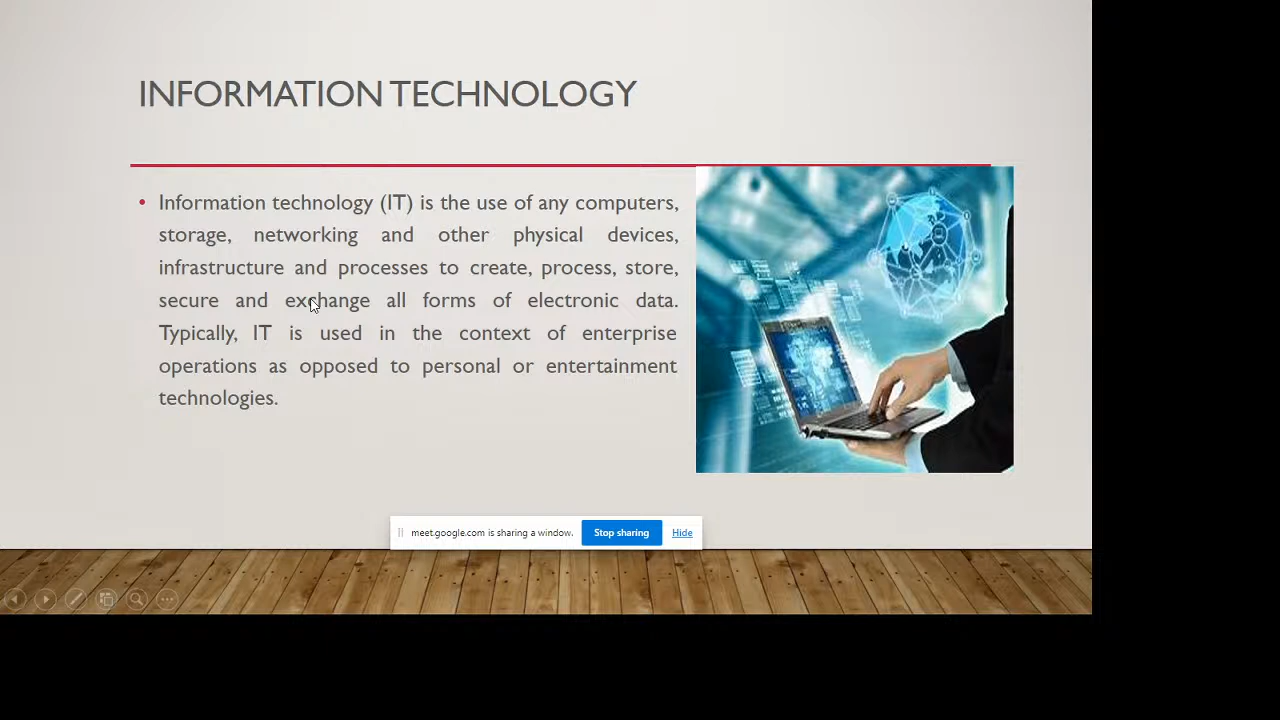 INFORMATION TECHNOLOGY
• Information technology (IT) is the use of any computers,
storage, networking and other physical devices,
infrastructure and processes to create, process, store,
secure and exchange all forms of electronic data.
Typically, IT is used in the context of enterprise
operations as opposed to personal or entertainment
technologies.
meet.google.com is sharing a window. Stop sharing Hide